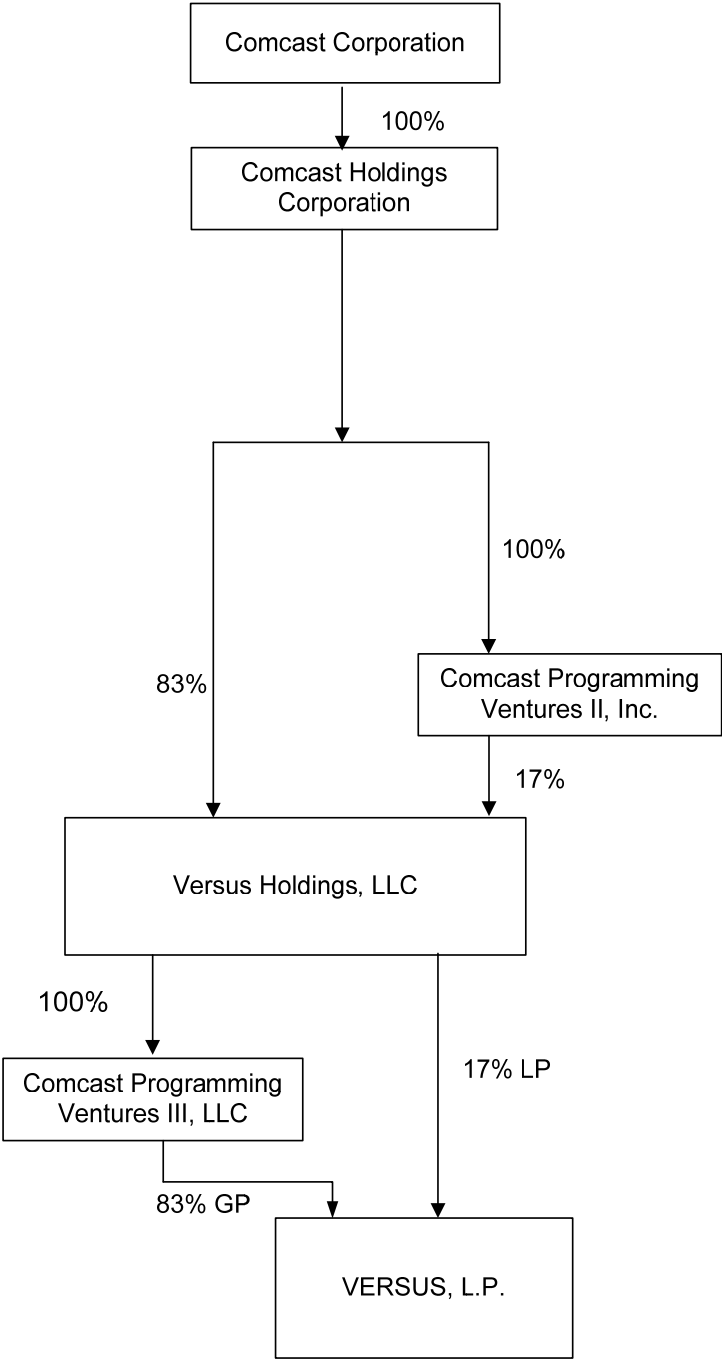 Comcast Corporation
100%
Comcast Holdings
Corporation
100%
83%
Comcast Programming
Ventures II, Inc.
17%
Versus Holdings, LLC
100%
17% LP
Comcast Programming
Ventures III, LLC
83% GP
VERSUS, L.P.